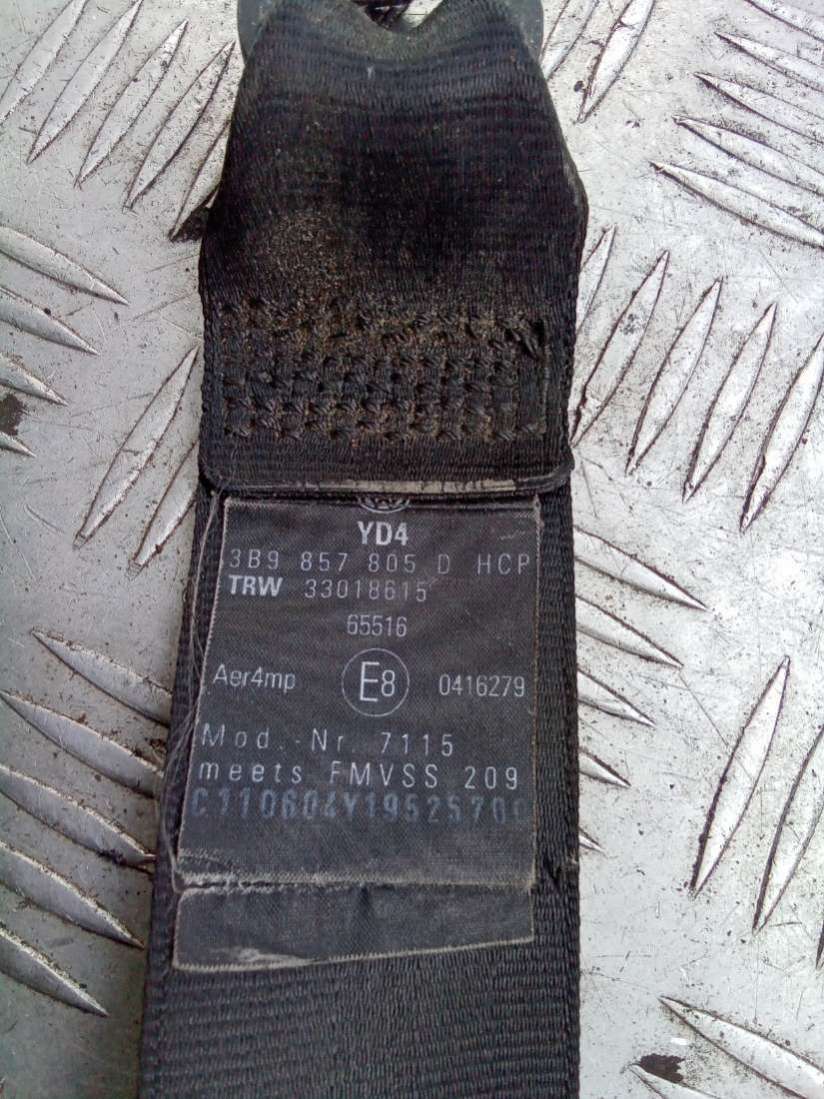 YD4
3B9 857 805 D HCP
TRW 33018615
65516
Aer4mp E8 0416279
Mod.-Nr. 7115
meets FMVSS 209